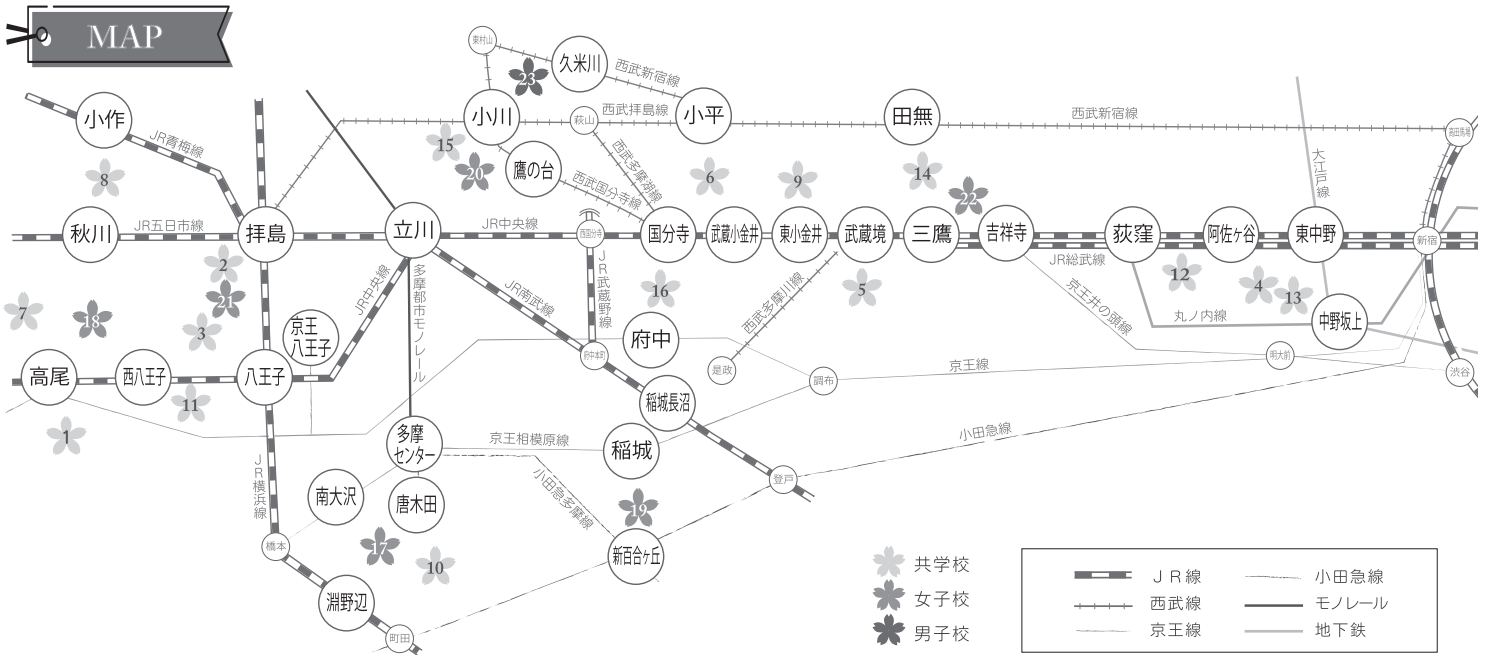 MAP
東村山
久米川
西武新宿線
23
小作
小川
萩山
西武拝島線
小平
田無
西武新宿線
高田馬場
JR青梅線
15
20
鷹の台
西武多摩湖線
西武国分寺線
8
6
9
14
22
大江戸線
秋川
JR五日市線
拝島
立川
JR中央線
西国分寺
国分寺
武蔵小金井
東小金井
武蔵境
三鷹
吉祥寺
荻窪
阿佐ヶ谷
東中野
新宿
JR総武線
2
21
3
7
18
JR中央線
多摩都市モノレール
JR南武線
JR武蔵野線
16
西武多摩川線
5
京王井の頭線
12
4
13
丸ノ内線
中野坂上
京王八王子
府中
府中本町
是政
明大前
渋谷
高尾
西八王子
八王子
11
1
稲城長沼
調布
京王線
多摩センター
京王相模原線
稲城
小田急線
JR横浜線
南大沢
唐木田
小田急多摩線
登戸
19
17
10
橋本
新百合ヶ丘
淵野辺
町田
共学校
女子校
男子校
JR線
西武線
京王線
小田急線
モノレール
地下鉄